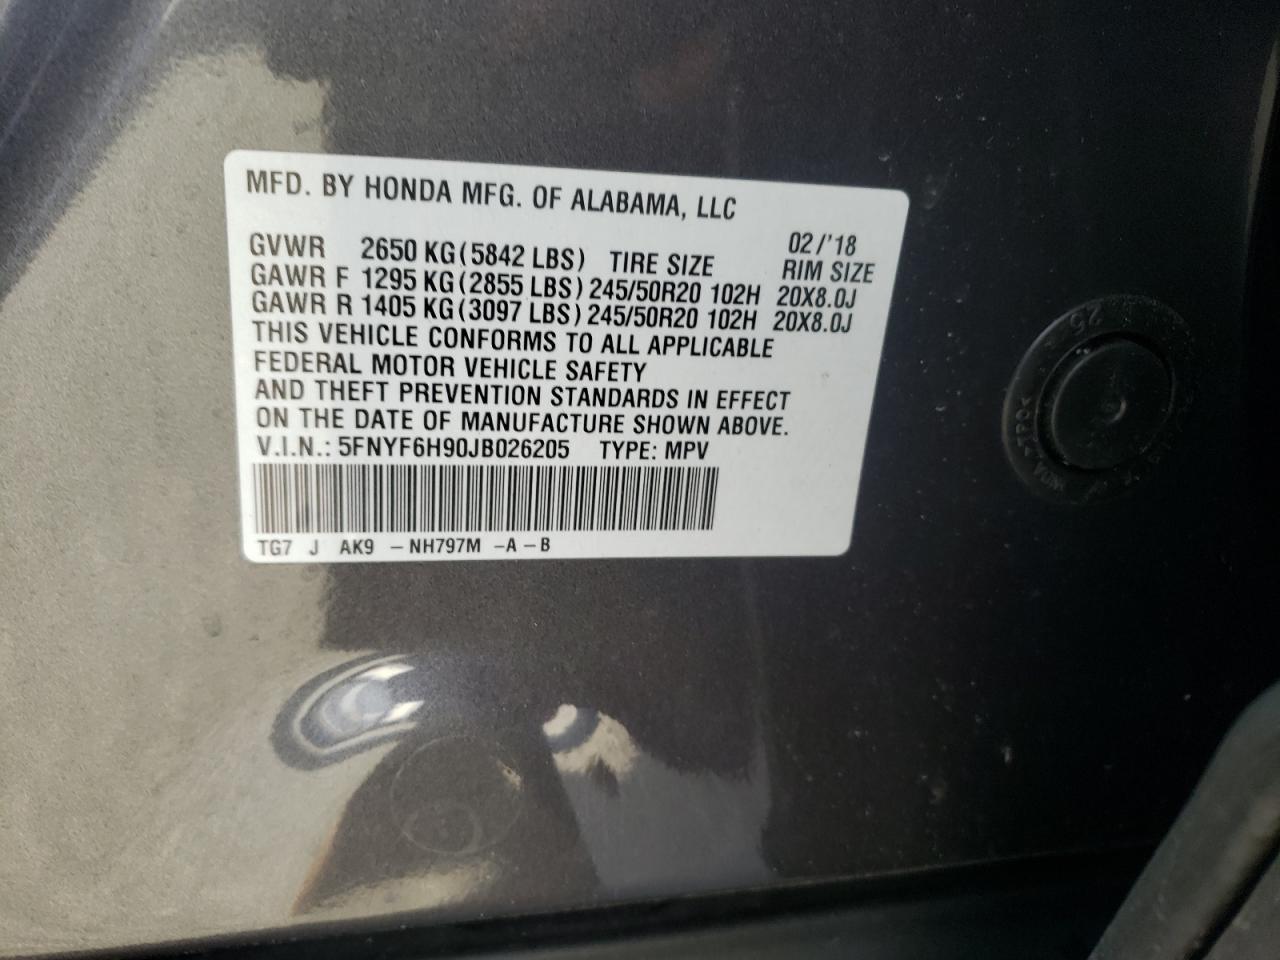 MFD. BY HONDA MFG. OF ALABAMA, LLC
02/'18
GVWR 2650 KG(5842 LBS) TIRE SIZE RIM SIZE
GAWR F 1295 KG(2855 LBS) 245/50R20 102H 20X8.0J
GAWR R 1405 KG(3097 LBS) 245/50R20 102H 20X8.0J
THIS VEHICLE CONFORMS TO ALL APPLICABLE
FEDERAL MOTOR VEHICLE SAFETY
AND THEFT PREVENTION STANDARDS IN EFFECT
ON THE DATE OF MANUFACTURE SHOWN ABOVE.
V.I.N.: 5FNYF6H90JB026205 TYPE: MPV
TG7 J AK9 -NH797M -A-B
25
>TPO<